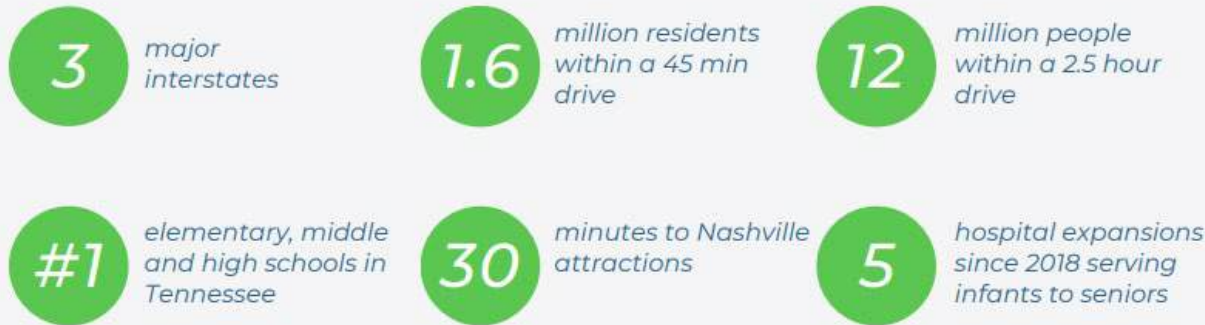 3
major
interstates
1.6
million residents
within a 45 min
drive
12
million people
within a 2.5 hour
drive
#1
elementary, middle
and high schools in
Tennessee
30
minutes to Nashville
attractions
5
hospital expansions
since 2018 serving
infants to seniors